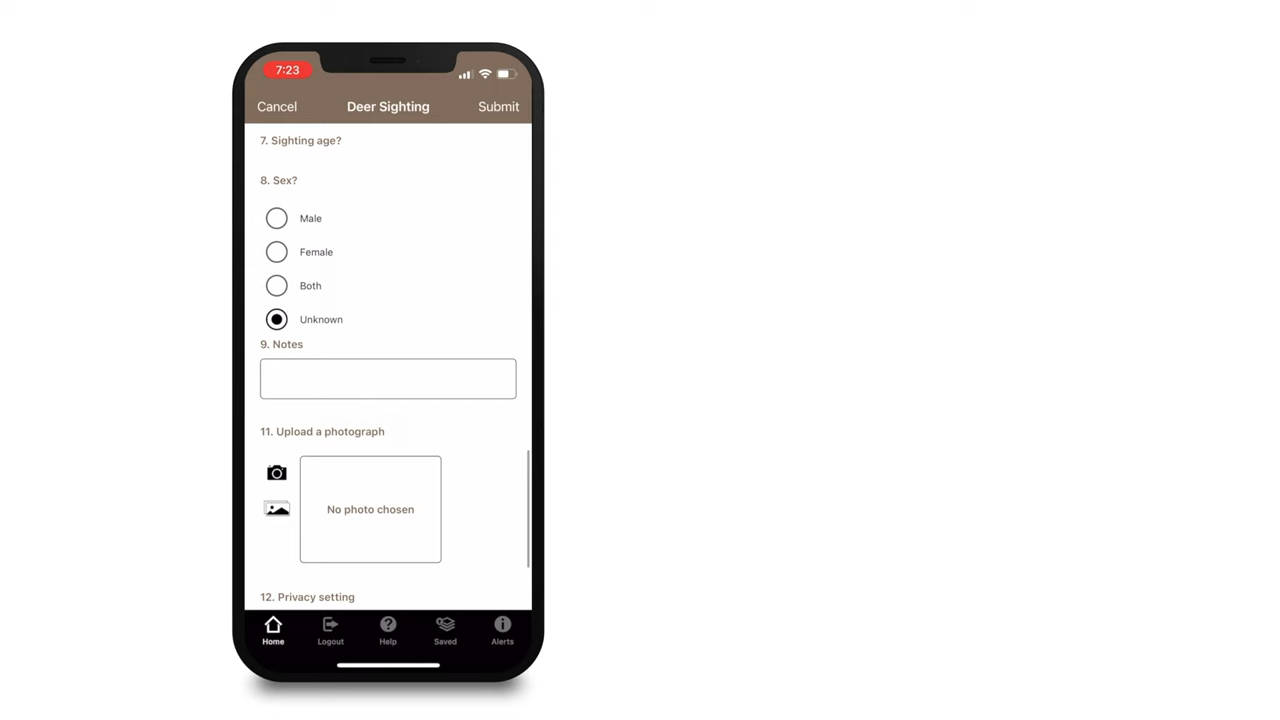 7:23
Cancel Deer Sighting Submit
7. Sighting age?
8. Sex?
Male
Female
Both
Unknown
9. Notes
11. Upload a photograph
No photo chosen
12. Privacy setting
Home Logout Help Saved Alerts